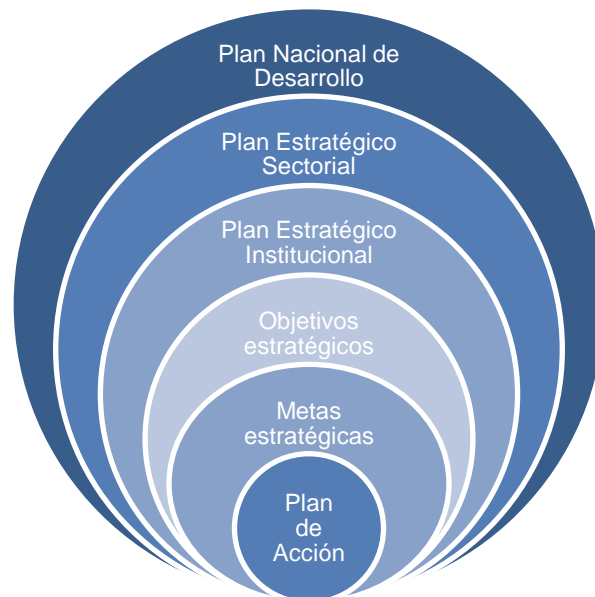 Plan Nacional de
Desarrollo
Plan Estratégico
Sectorial
Plan Estratégico
Institucional
Objetivos
estratégicos
Metas
estratégicas
Plan
de
Acción